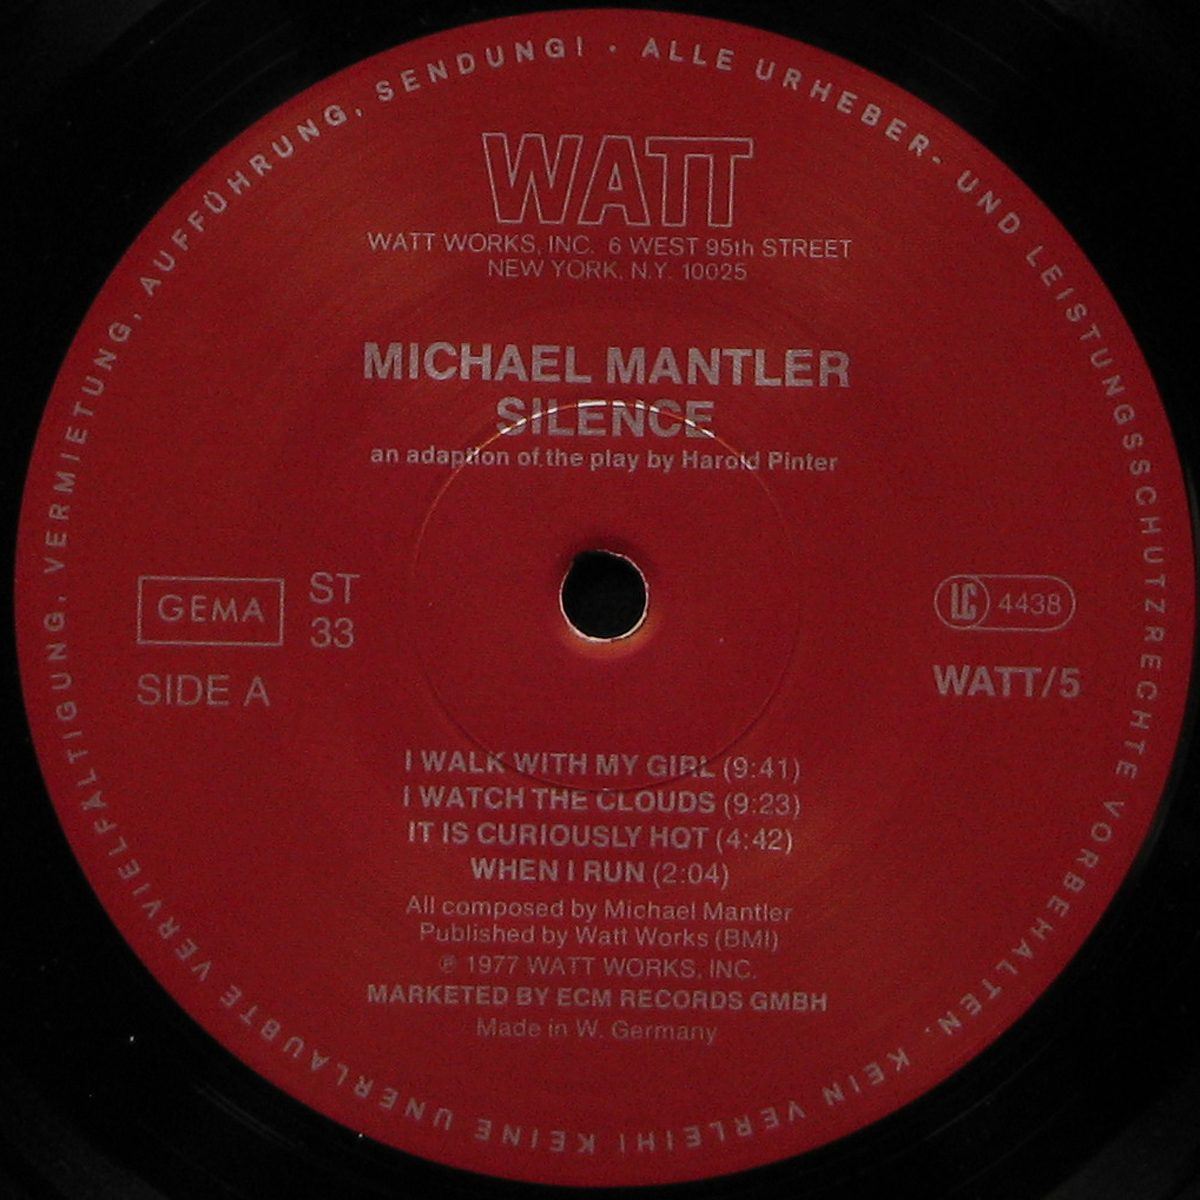 ALLE URHEBER- UND LEISTUNGSSCHUTZRECHTE VORBEHALTEN. KEIN VERLEIH! KEINE UNERLAUBTE VERVIELFÄLTIGUNG, VERMIETUNG, AUFFÜHRUNG, SENDUNG! ·
WATT
WATT WORKS, INC. 6 WEST 95th STREET
NEW YORK, N.Y. 10025
MICHAEL MANTLER
SILENCE
an adaption of the play by Harold Pinter
GEMA
ST
33
SIDE A
LC 4438
WATT/5
I WALK WITH MY GIRL (9:41)
I WATCH THE CLOUDS (9:23)
IT IS CURIOUSLY HOT (4:42)
WHEN I RUN (2:04)
All composed by Michael Mantler
Published by Watt Works (BMI)
℗ 1977 WATT WORKS, INC.
MARKETED BY ECM RECORDS GMBH
Made in W. Germany